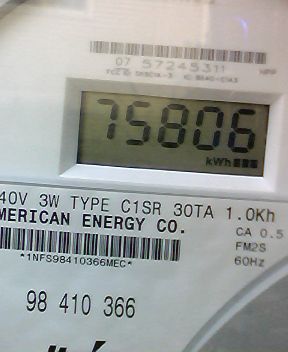 07 57245311
75806
kWh
40V 3W TYPE C1SR 30TA 1.0Kh
MERICAN ENERGY CO.
CA 0.5
FM2S
*1NFS98410366MEC*
60Hz
98 410 366